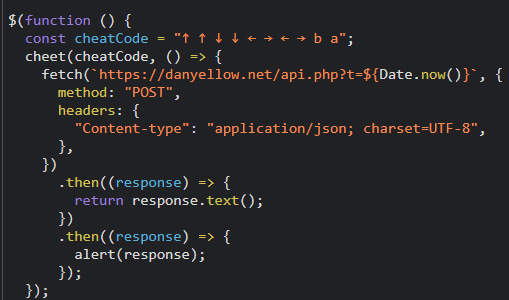 $(function () {
  const cheatCode = "↑ ↑ ↓ ↓ ← → ← → b a";
  cheet(cheatCode, () => {
    fetch(`https://danyellow.net/api.php?t=${Date.now()}`, {
      method: "POST",
      headers: {
        "Content-type": "application/json; charset=UTF-8",
      },
    })
      .then((response) => {
        return response.text();
      })
      .then((response) => {
        alert(response);
      });
  });